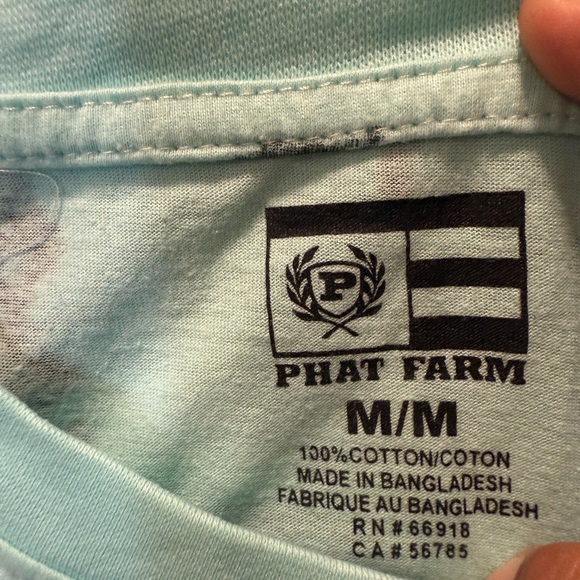 P
PHAT FARM
M/M
100%COTTON/COTON
MADE IN BANGLADESH
FABRIQUE AU BANGLADESH
RN#66918
CA#56785